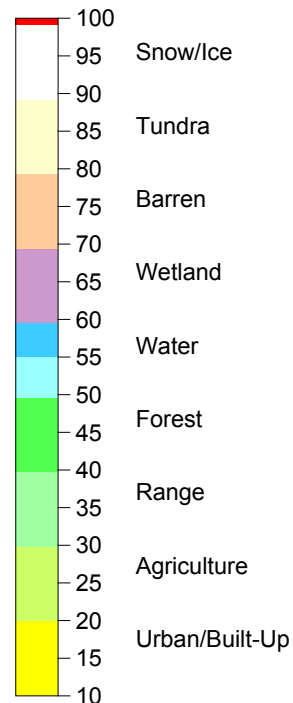 100
95 Snow/Ice
90
85 Tundra
80
75 Barren
70
65 Wetland
60
55 Water
50
45 Forest
40
35 Range
30
25 Agriculture
20
15 Urban/Built-Up
10